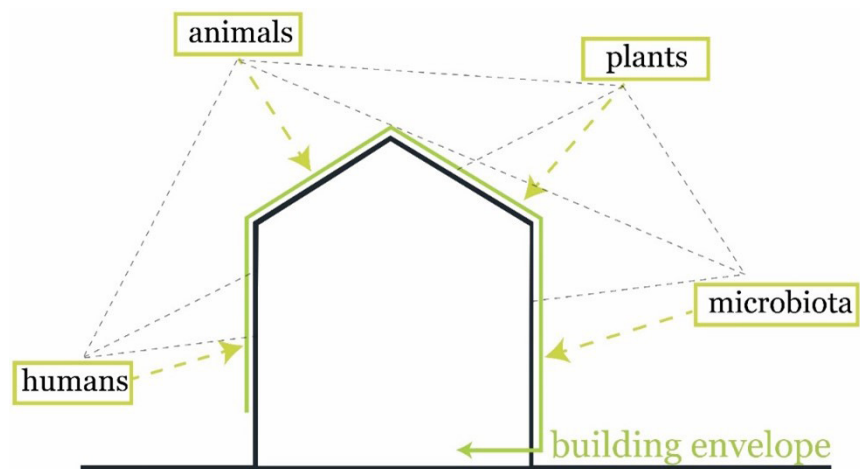 animals
plants
microbiota
humans
building envelope